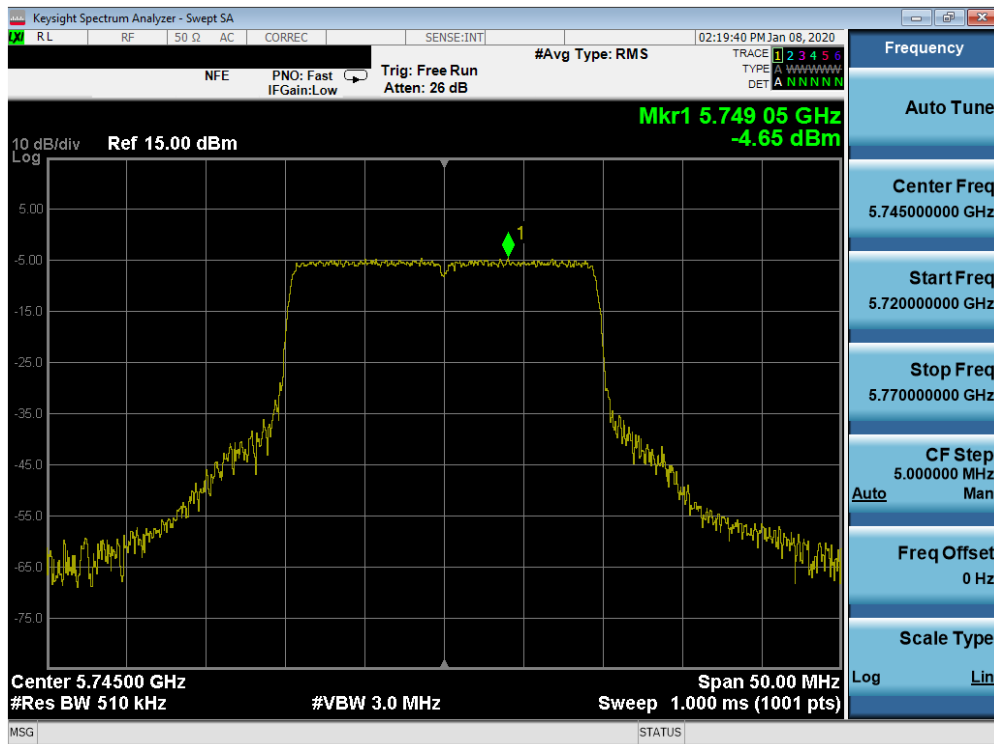 Keysight Spectrum Analyzer - Swept SA
LXI RL RF 50 Ω AC CORREC SENSE:INT 02:19:40 PM Jan 08, 2020
#Avg Type: RMS
TRACE 1 2 3 4 5 6
TYPE A WWWWW
DET A N N N N N
NFE PNO: Fast Trig: Free Run
IFGain:Low Atten: 26 dB
Mkr1 5.749 05 GHz
-4.65 dBm
10 dB/div Ref 15.00 dBm
Log
5.00
-5.00
-15.0
-25.0
-35.0
-45.0
-55.0
-65.0
-75.0
1
Center 5.74500 GHz Span 50.00 MHz
#Res BW 510 kHz #VBW 3.0 MHz Sweep 1.000 ms (1001 pts)
MSG STATUS
Frequency
Auto Tune
Center Freq
5.745000000 GHz
Start Freq
5.720000000 GHz
Stop Freq
5.770000000 GHz
CF Step
5.000000 MHz
Auto Man
Freq Offset
0 Hz
Scale Type
Log Lin